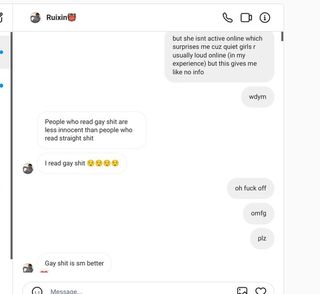 Ruixin👹
but she isnt active online which
surprises me cuz quiet girls r
usually loud online (in my
experience) but this gives me
like no info
wdym
People who read gay shit are
less innocent than people who
read straight shit
I read gay shit 😌😌😌😌
oh fuck off
omfg
plz
Gay shit is sm better
Message...